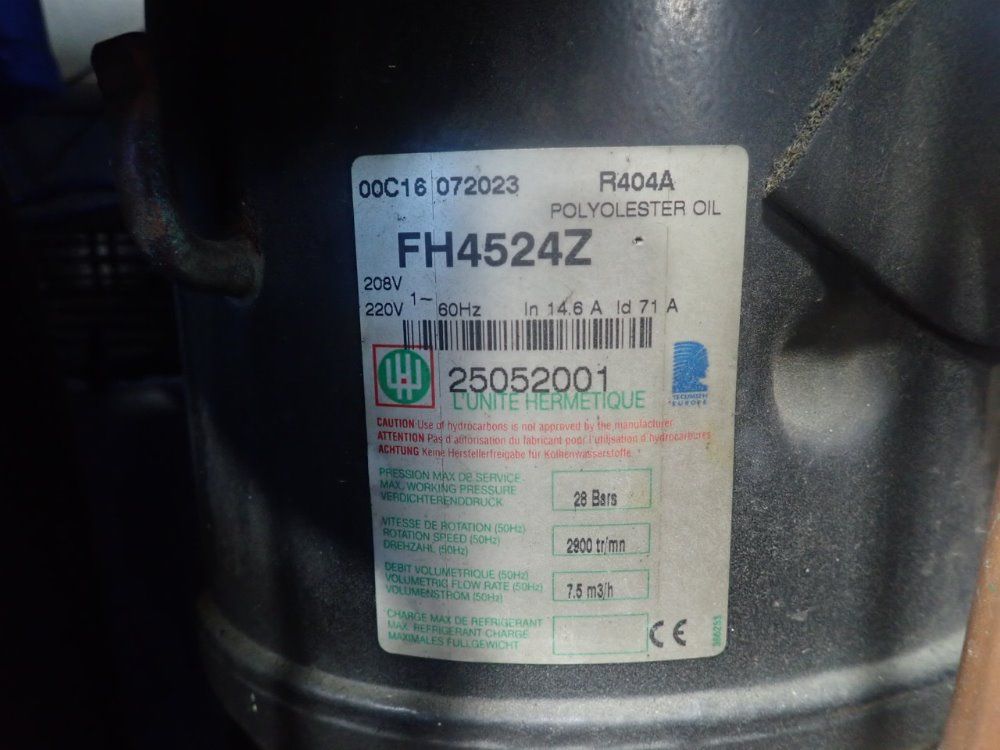 00C16 072023 R404A
POLYOLESTER OIL
FH4524Z
208V
220V 1~ 60Hz In 14.6 A Id 71 A
25052001
L'UNITE HERMETIQUE
TECUMSEH
EUROPE
CAUTION Use of hydrocarbons is not approved by the manufacturer
ATTENTION Pas d'autorisation du fabricant pour l'utilisation d'hydrocarbures
ACHTUNG Keine Herstellerfreigabe für Kolhenwasserstoffe.
PRESSION MAX DE SERVICE
MAX. WORKING PRESSURE
VERDICHTERENDDRUCK
28 Bars
VITESSE DE ROTATION (50Hz)
ROTATION SPEED (50Hz)
DREHZAHL (50Hz)
2900 tr/mn
DEBIT VOLUMETRIQUE (50Hz)
VOLUMETRIC FLOW RATE (50Hz)
VOLUMENSTROM (50Hz)
7.5 m3/h
CHARGE MAX DE REFRIGERANT
MAX. REFRIGERANT CHARGE
MAXIMALES FULLGEWICHT
CE